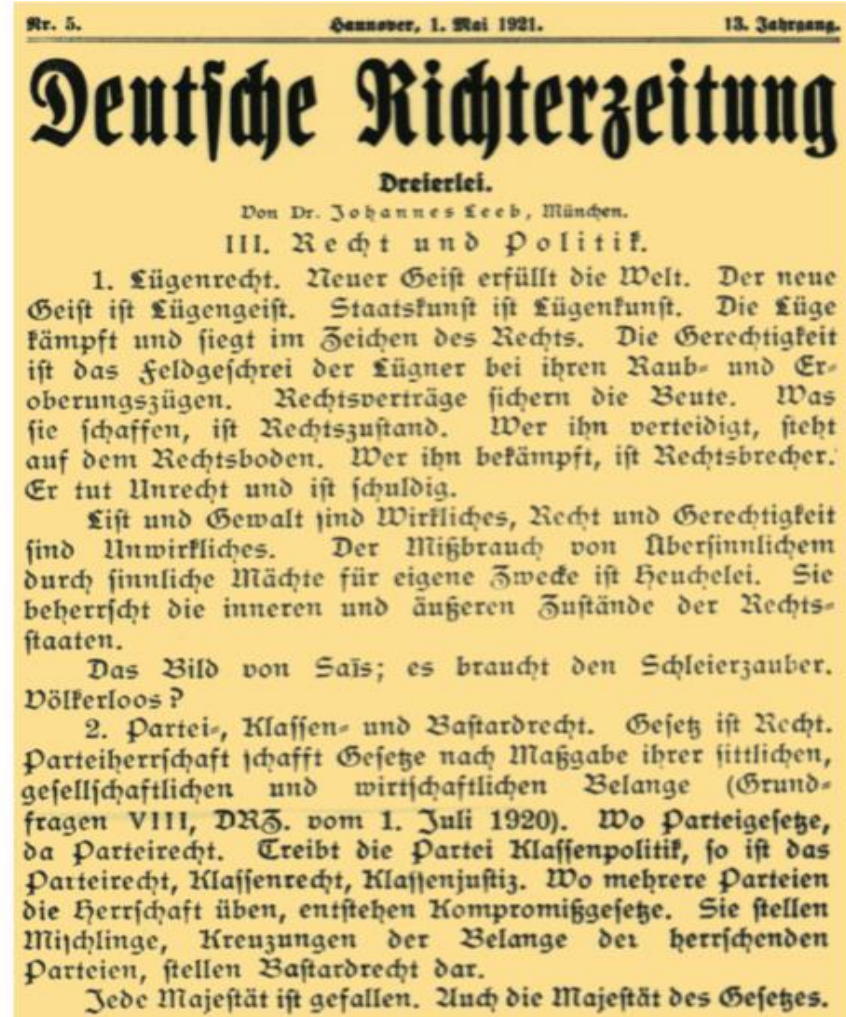 Nr. 5.
Hannover, 1. Mai 1921.
13. Jahrgang.
Deutsche Richterzeitung
Dreierlei.
Von Dr. Johannes Leeb, München.
III. Recht und Politik.
1. Lügenrecht. Neuer Geist erfüllt die Welt. Der neue
Geist ist Lügengeist. Staatskunst ist Lügenkunst. Die Lüge
kämpft und siegt im Zeichen des Rechts. Die Gerechtigkeit
ist das Feldgeschrei der Lügner bei ihren Raub- und Er-
oberungszügen. Rechtsverträge sichern die Beute. Was
sie schaffen, ist Rechtszustand. Wer ihn verteidigt, steht
auf dem Rechtsboden. Wer ihn bekämpft, ist Rechtsbrecher.
Er tut Unrecht und ist schuldig.
List und Gewalt sind Wirkliches, Recht und Gerechtigkeit
sind Unwirkliches. Der Mißbrauch von Übersinnlichem
durch sinnliche Mächte für eigene Zwecke ist Heuchelei. Sie
beherrscht die inneren und äußeren Zustände der Rechts-
staaten.
Das Bild von Saïs; es braucht den Schleierzauber.
Völkerloos?
2. Partei-, Klassen- und Bastardrecht. Gesetz ist Recht.
Parteiherrschaft schafft Gesetze nach Maßgabe ihrer sittlichen,
gesellschaftlichen und wirtschaftlichen Belange (Grund-
fragen VIII, DRZ. vom 1. Juli 1920). Wo Parteigesetze,
da Parteirecht. Treibt die Partei Klassenpolitik, so ist das
Parteirecht, Klassenrecht, Klassenjustiz. Wo mehrere Parteien
die Herrschaft üben, entstehen Kompromißgesetze. Sie stellen
Mischlinge, Kreuzungen der Belange der herrschenden
Parteien, stellen Bastardrecht dar.
Jede Majestät ist gefallen. Auch die Majestät des Gesetzes.